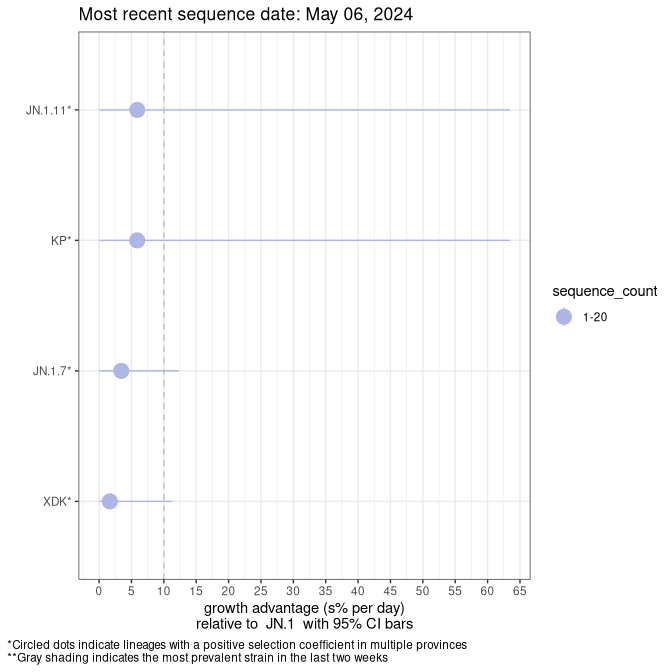 Most recent sequence date: May 06, 2024
JN.1.11*
KP*
JN.1.7*
XDK*
0 5 10 15 20 25 30 35 40 45 50 55 60 65
growth advantage (s% per day)
relative to JN.1 with 95% CI bars
sequence_count
1-20
*Circled dots indicate lineages with a positive selection coefficient in multiple provinces
**Gray shading indicates the most prevalent strain in the last two weeks